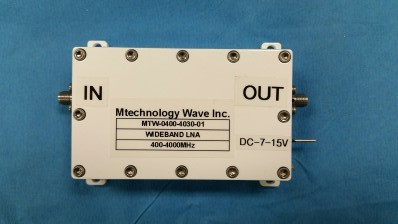 IN
OUT
Mtechnology Wave Inc.
MTW-0400-4030-01
WIDEBAND LNA
400-4000MHz
DC-7~15V